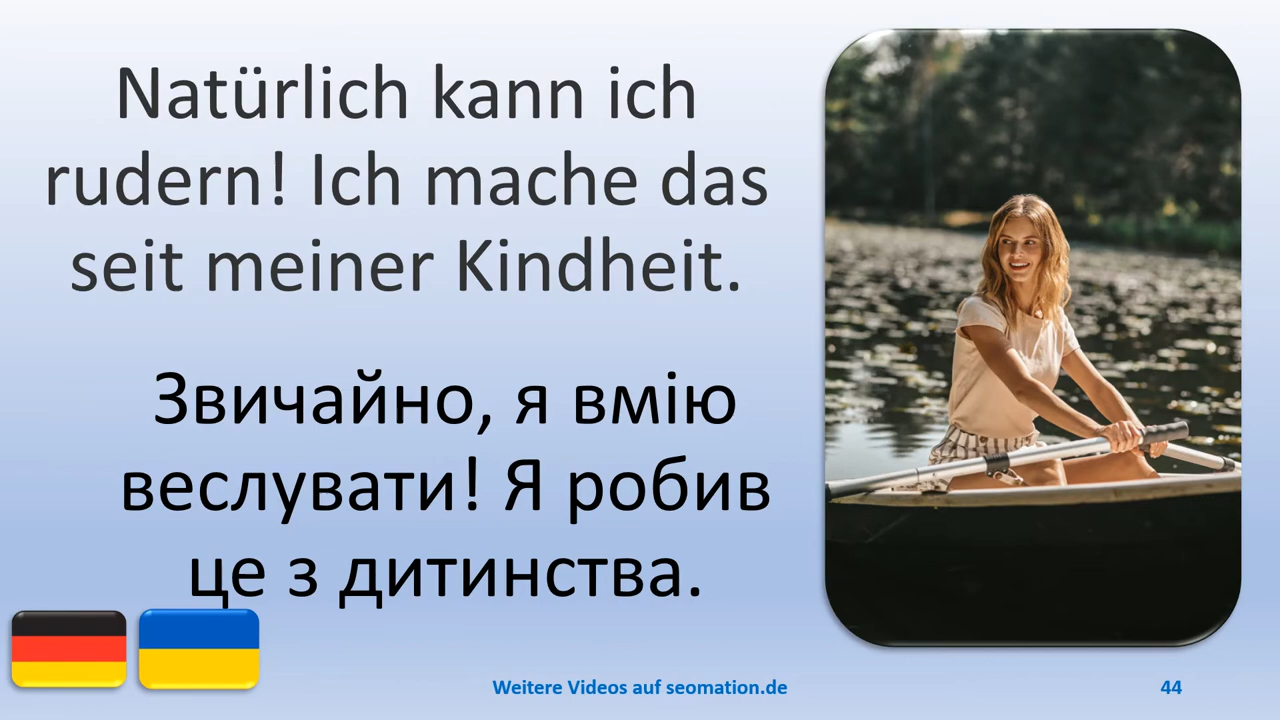 Natürlich kann ich
rudern! Ich mache das
seit meiner Kindheit.
Звичайно, я вмію
веслувати! Я робив
це з дитинства.
Weitere Videos auf seomation.de
44